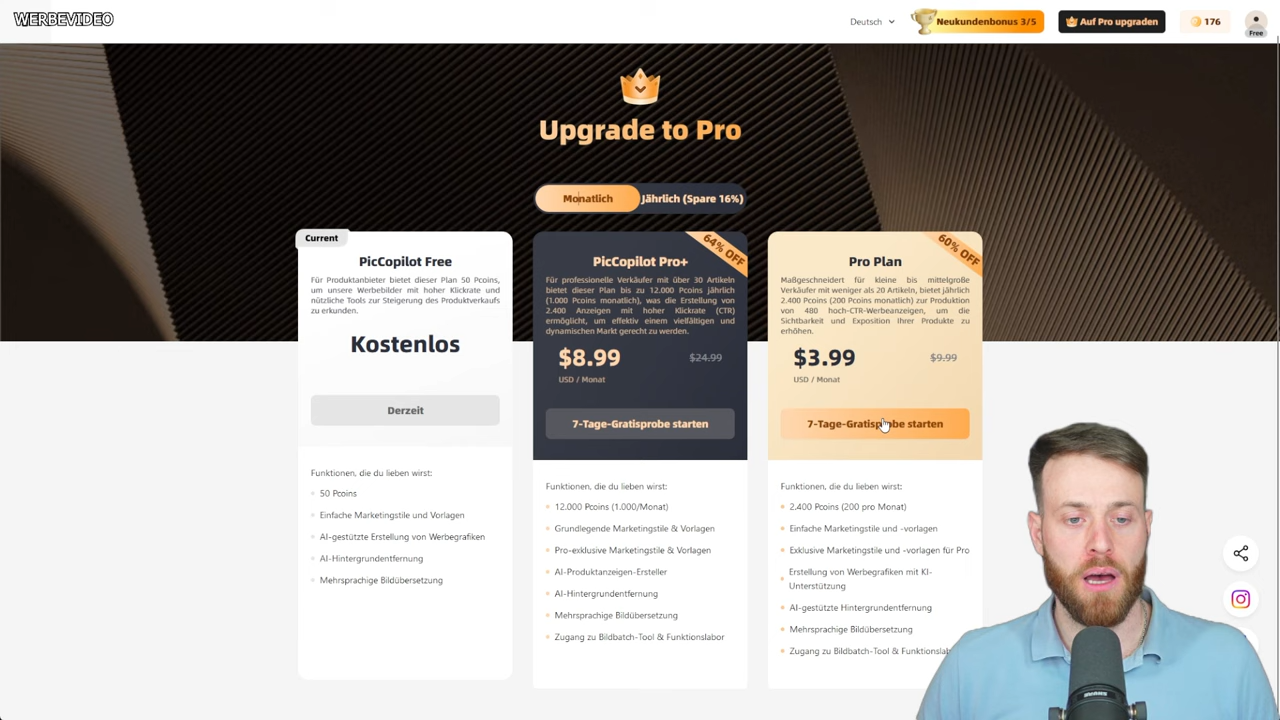 WERBEVIDEO
Deutsch
Neukundenbonus 3/5
Auf Pro upgraden
176
Free
Upgrade to Pro
Monatlich
Jährlich (Spare 16%)
Current
PicCopilot Free
Für Produktanbieter bietet dieser Plan 50 Pcoins,
um unsere Werbebilder mit hoher Klickrate und
nützliche Tools zur Steigerung des Produktverkaufs
zu erkunden.
Kostenlos
Derzeit
Funktionen, die du lieben wirst:
50 Pcoins
Einfache Marketingstile und Vorlagen
AI-gestützte Erstellung von Werbegrafiken
AI-Hintergrundentfernung
Mehrsprachige Bildübersetzung
64% OFF
PicCopilot Pro+
Für professionelle Verkäufer mit über 30 Artikeln
bietet dieser Plan bis zu 12.000 Pcoins jährlich
(1.000 Pcoins monatlich), was die Erstellung von
2.400 Anzeigen mit hoher Klickrate (CTR)
ermöglicht, um effektiv einem vielfältigen und
dynamischen Markt gerecht zu werden.
$8.99
$24.99
USD / Monat
7-Tage-Gratisprobe starten
Funktionen, die du lieben wirst:
12.000 Pcoins (1.000/Monat)
Grundlegende Marketingstile & Vorlagen
Pro-exklusive Marketingstile & Vorlagen
AI-Produktanzeigen-Ersteller
AI-Hintergrundentfernung
Mehrsprachige Bildübersetzung
Zugang zu Bildbatch-Tool & Funktionslabor
60% OFF
Pro Plan
Maßgeschneidert für kleine bis mittelgroße
Verkäufer mit weniger als 20 Artikeln, bietet jährlich
2.400 Pcoins (200 Pcoins monatlich) zur Produktion
von 480 hoch-CTR-Werbeanzeigen, um die
Sichtbarkeit und Exposition Ihrer Produkte zu
erhöhen.
$3.99
$9.99
USD / Monat
7-Tage-Gratisprobe starten
Funktionen, die du lieben wirst:
2.400 Pcoins (200 pro Monat)
Einfache Marketingstile und -vorlagen
Exklusive Marketingstile und -vorlagen für Pro
Erstellung von Werbegrafiken mit KI-
Unterstützung
AI-gestützte Hintergrundentfernung
Mehrsprachige Bildübersetzung
Zugang zu Bildbatch-Tool & Funktionslab